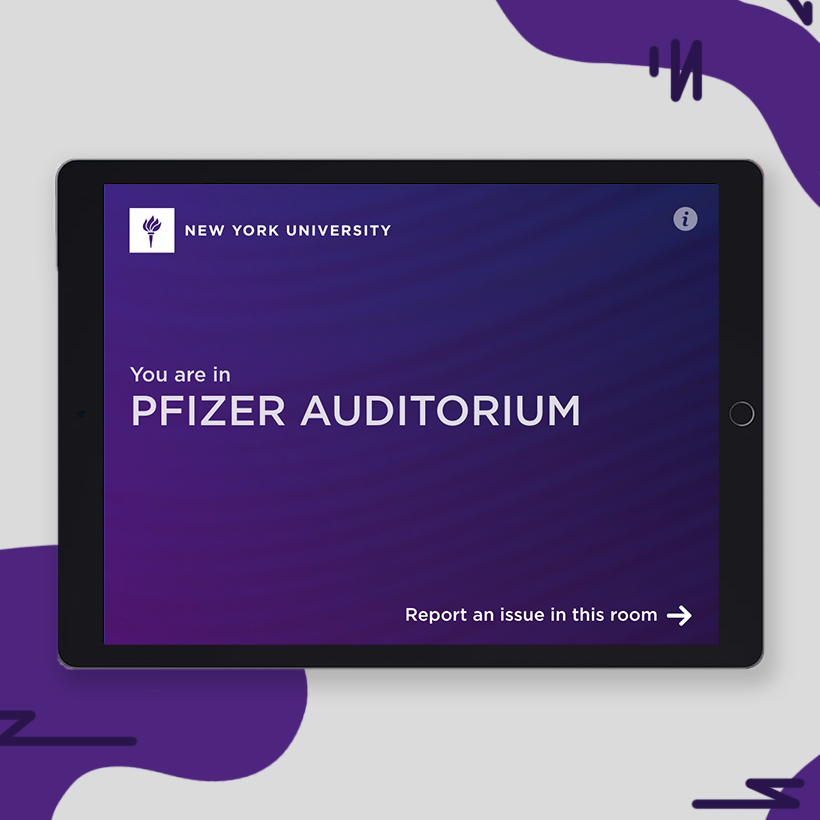 NEW YORK UNIVERSITY
i
You are in
PFIZER AUDITORIUM
Report an issue in this room